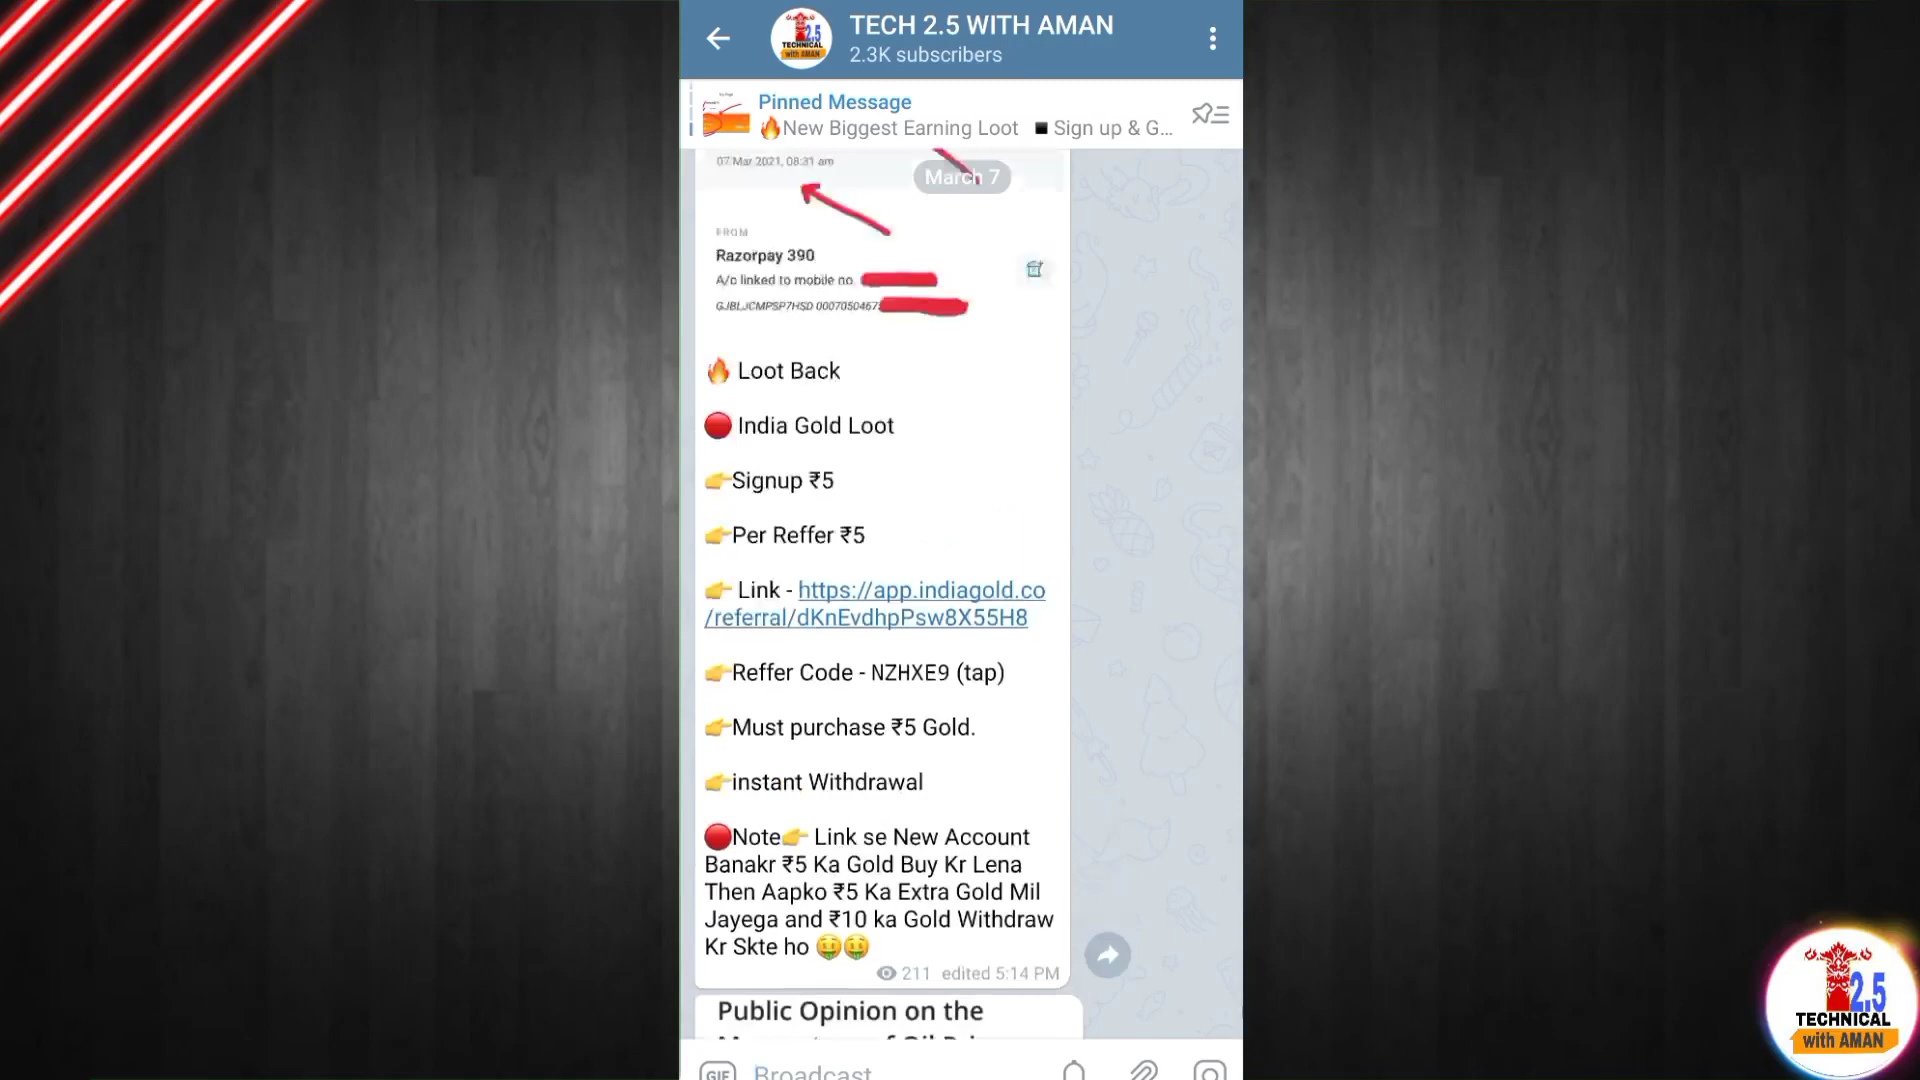 TECH 2.5 WITH AMAN
2.3K subscribers
Pinned Message
🔥New Biggest Earning Loot ▪️ Sign up & G...
07 Mar 2021, 08:31 am
March 7
FROM
Razorpay 390
A/c linked to mobile no.
🔥 Loot Back
🔴 India Gold Loot
👉Signup ₹5
👉Per Reffer ₹5
👉 Link - https://app.indiagold.co
/referral/dKnEvdhpPsw8X55H8
👉Reffer Code - NZHXE9 (tap)
👉Must purchase ₹5 Gold.
👉instant Withdrawal
🔴Note👉 Link se New Account
Banakr ₹5 Ka Gold Buy Kr Lena
Then Aapko ₹5 Ka Extra Gold Mil
Jayega and ₹10 ka Gold Withdraw
Kr Skte ho 🤑🤑
211 edited 5:14 PM
Public Opinion on the
GIF Broadcast
2.5
TECHNICAL
with AMAN